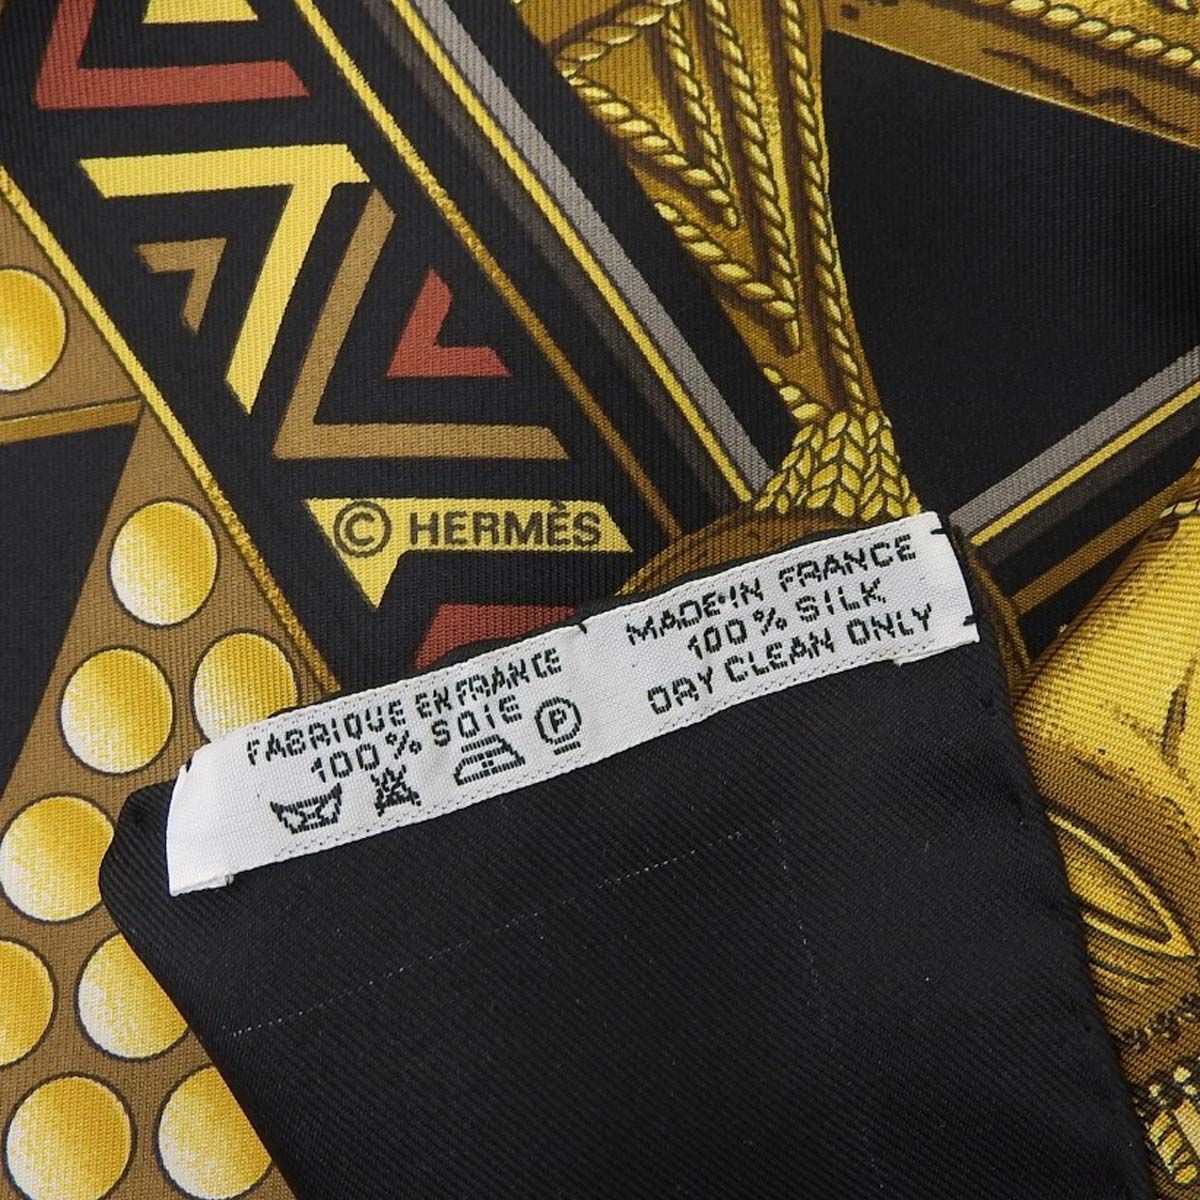 © HERMÈS
FABRIQUE EN FRANCE
100% SOIE
P
MADE IN FRANCE
100% SILK
DRY CLEAN ONLY